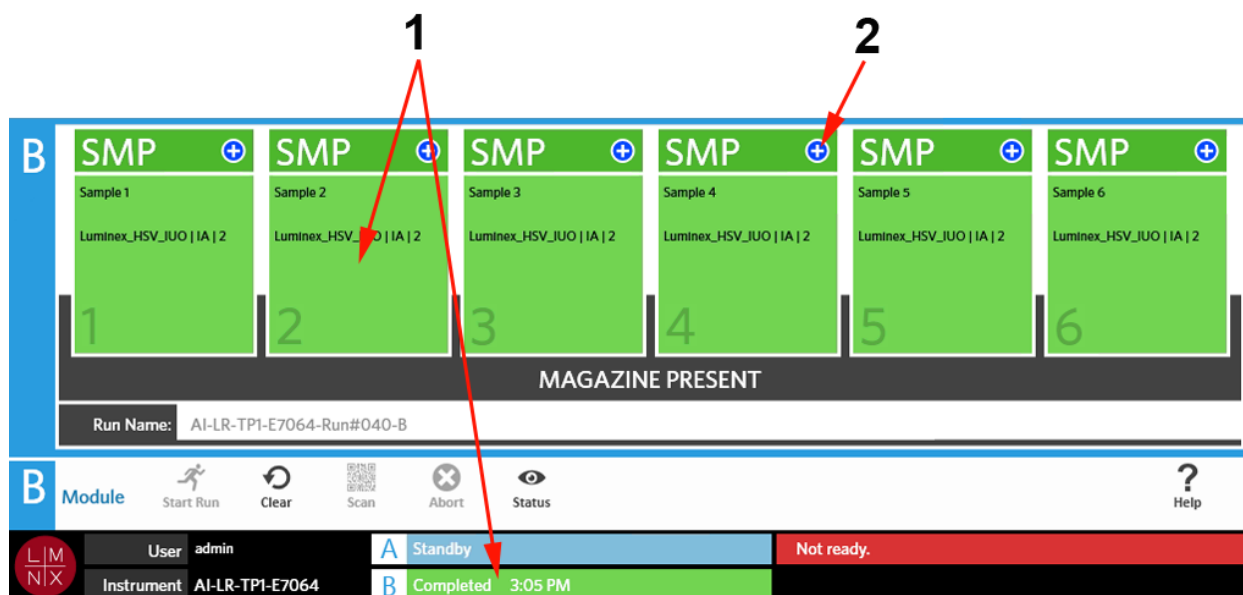 1 2
B SMP SMP SMP SMP SMP SMP
Sample 1 Sample 2 Sample 3 Sample 4 Sample 5 Sample 6
Luminex_HSV_IUO | IA | 2 Luminex_HSV_IUO | IA | 2 Luminex_HSV_IUO | IA | 2 Luminex_HSV_IUO | IA | 2 Luminex_HSV_IUO | IA | 2 Luminex_HSV_IUO | IA | 2
1 2 3 4 5 6
MAGAZINE PRESENT
Run Name: AI-LR-TP1-E7064-Run#040-B
B Module Start Run Clear Scan Abort Status ? Help
L M User admin A Standby Not ready.
N X Instrument AI-LR-TP1-E7064 B Completed 3:05 PM